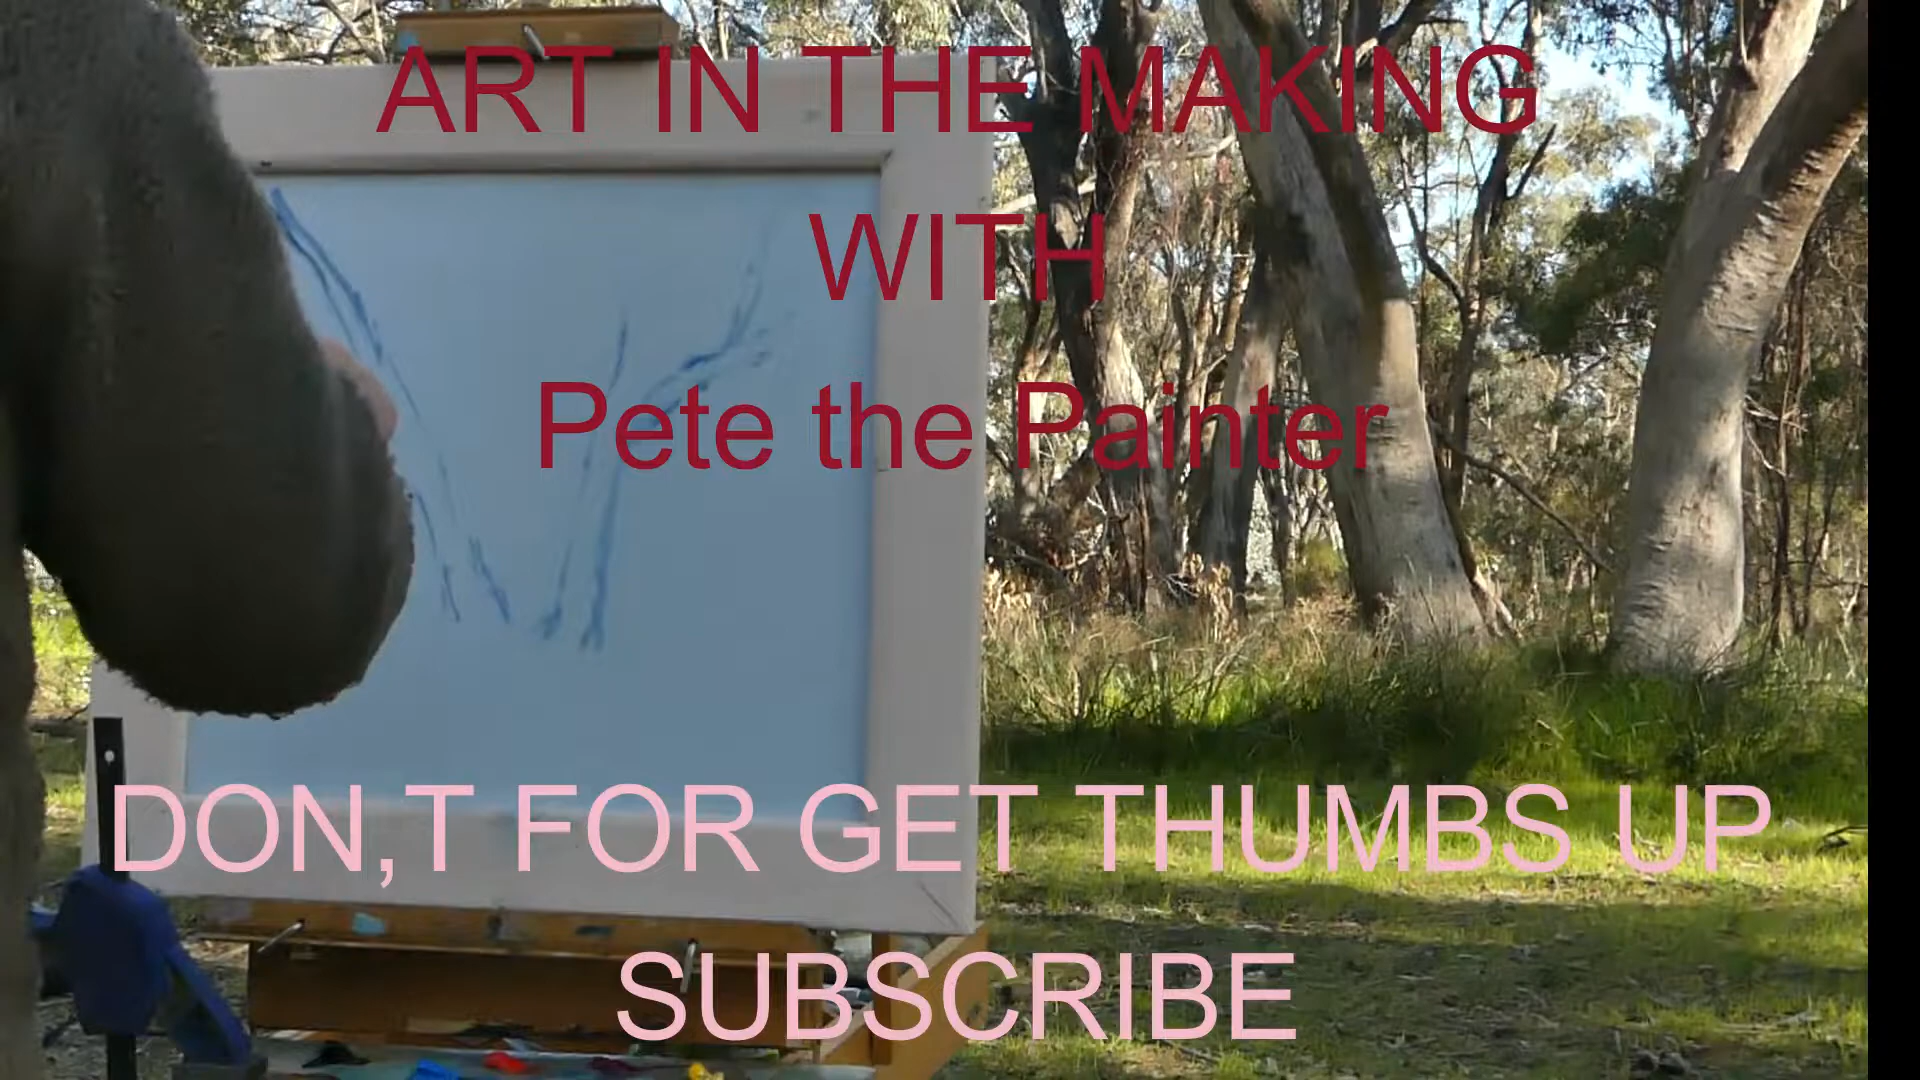 ART IN THE MAKING
WITH
Pete the Painter
DON,T FOR GET THUMBS UP
SUBSCRIBE